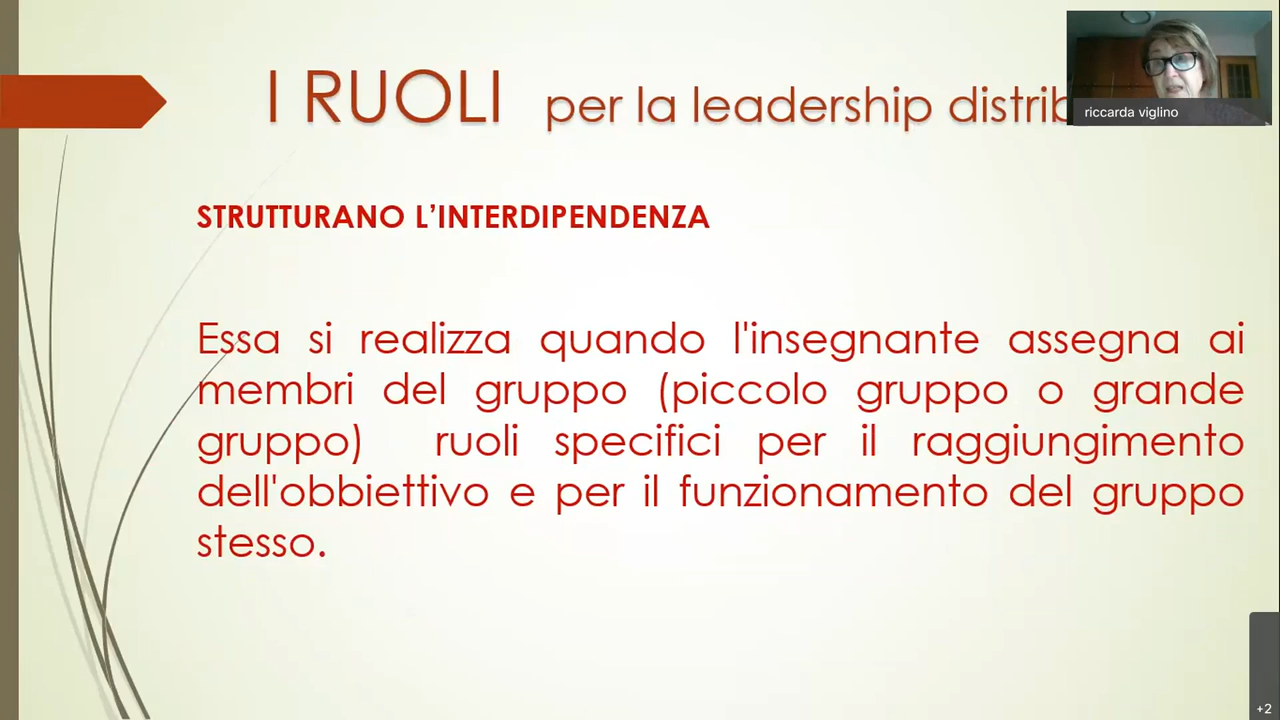 I RUOLI per la leadership distrib
riccarda viglino
STRUTTURANO L’INTERDIPENDENZA
Essa si realizza quando l'insegnante assegna ai
membri del gruppo (piccolo gruppo o grande
gruppo) ruoli specifici per il raggiungimento
dell'obbiettivo e per il funzionamento del gruppo
stesso.
+2